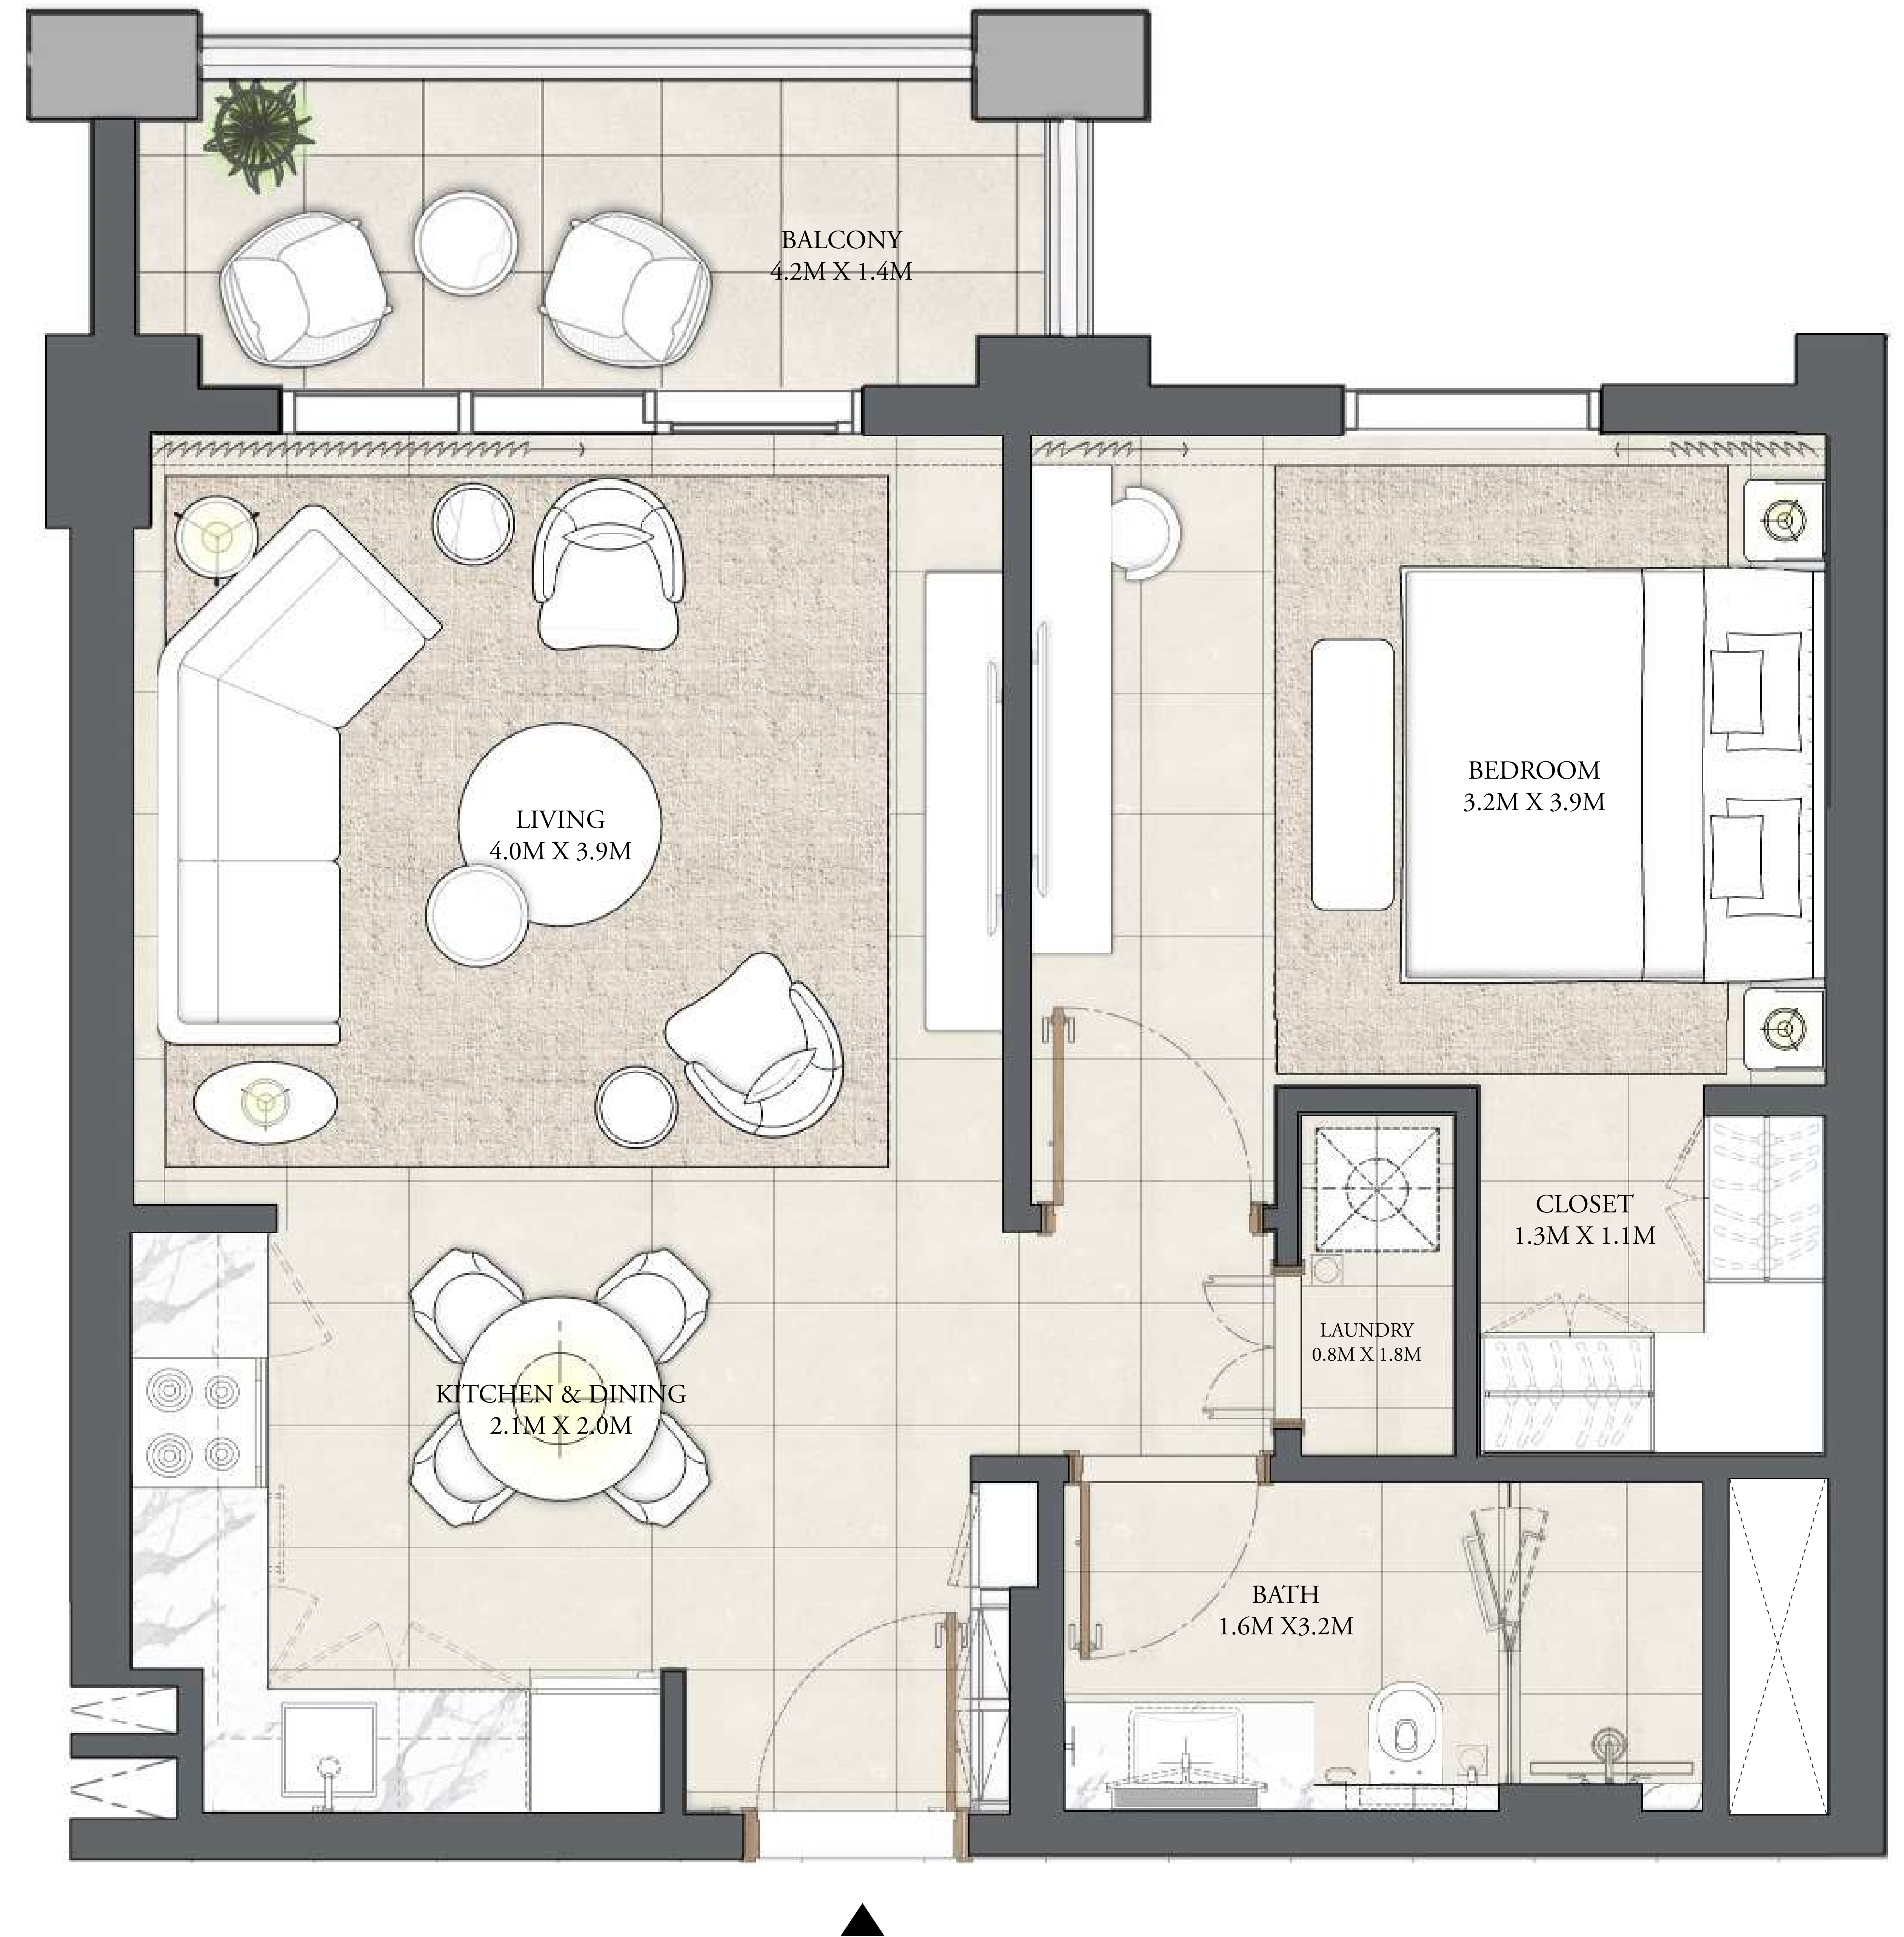 BALCONY
4.2M X 1.4M
BEDROOM
3.2M X 3.9M
LIVING
4.0M X 3.9M
CLOSET
1.3M X 1.1M
LAUNDRY
0.8M X 1.8M
KITCHEN & DINING
2.1M X 2.0M
BATH
1.6M X3.2M